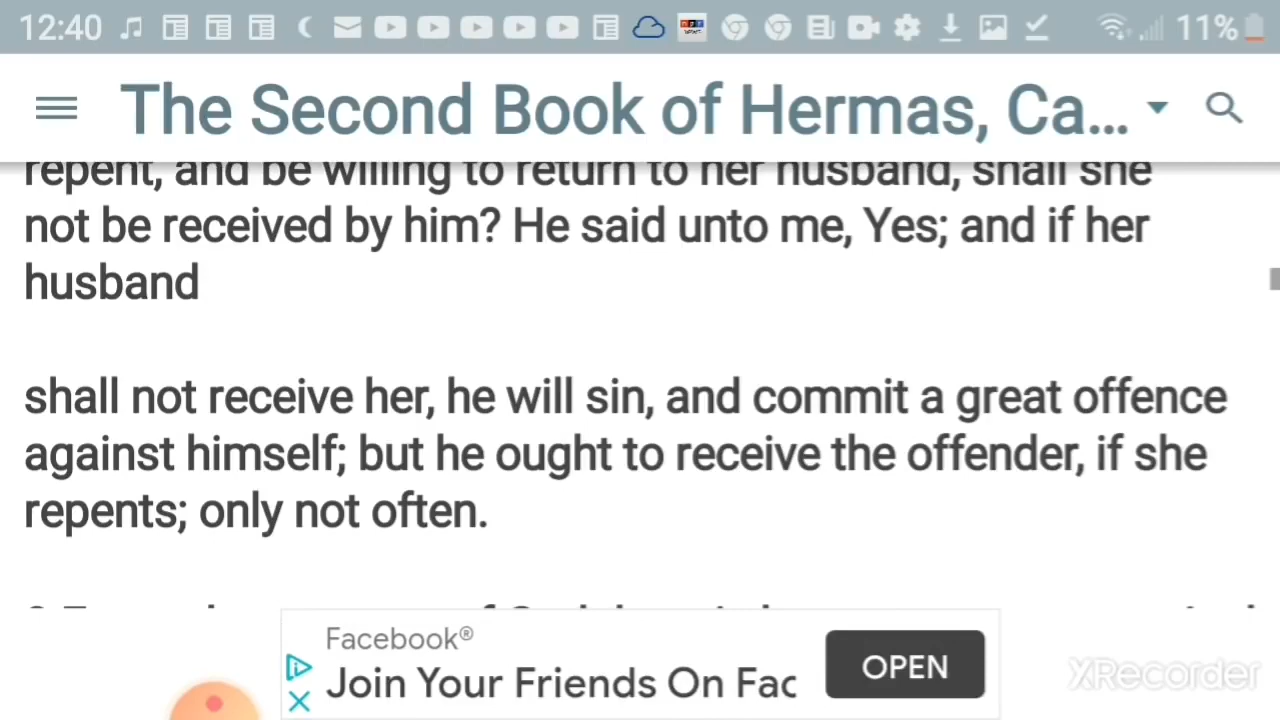 12:40
11%
The Second Book of Hermas, Ca...
repent, and be willing to return to her husband, shall she
not be received by him? He said unto me, Yes; and if her
husband
shall not receive her, he will sin, and commit a great offence
against himself; but he ought to receive the offender, if she
repents; only not often.
Facebook®
Join Your Friends On Fac
OPEN
XRecorder